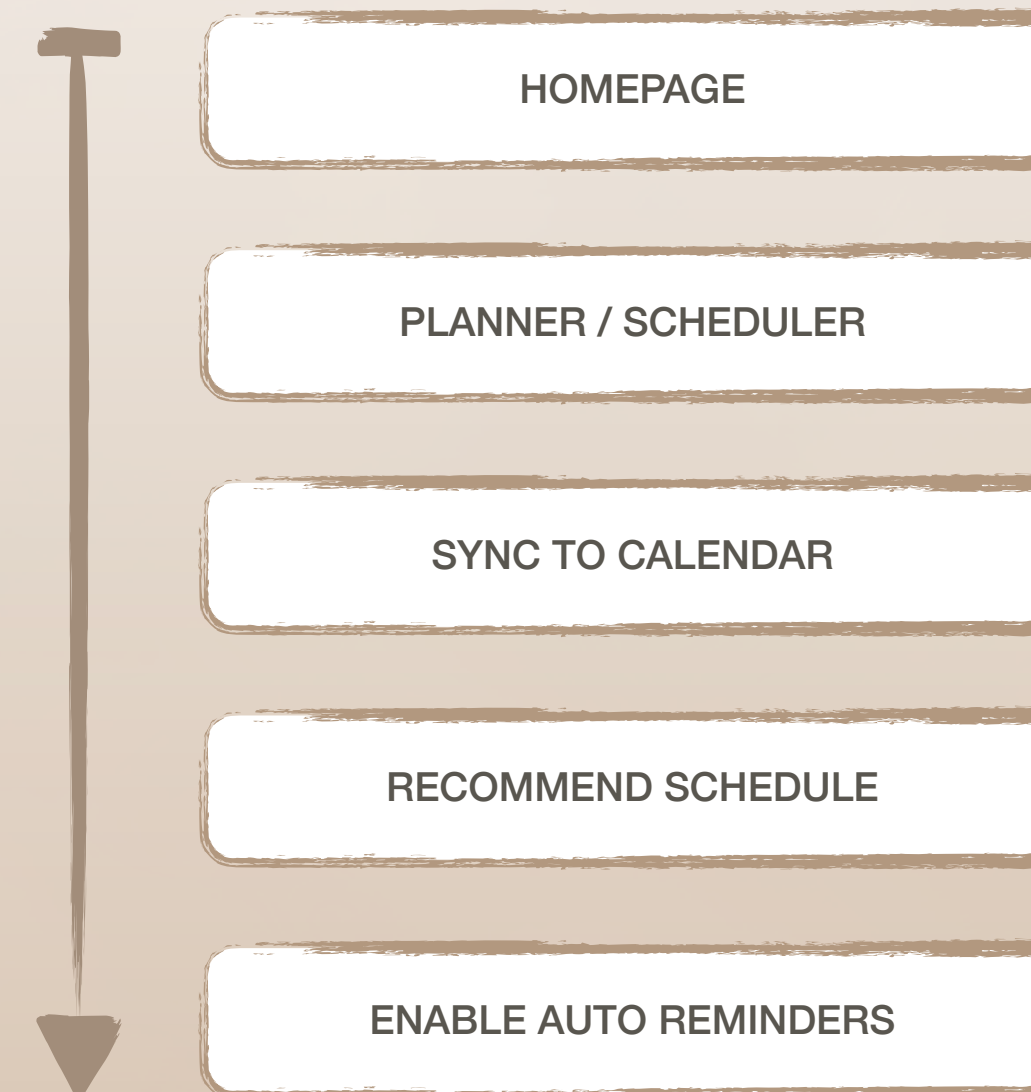 HOMEPAGE
PLANNER / SCHEDULER
SYNC TO CALENDAR
RECOMMEND SCHEDULE
ENABLE AUTO REMINDERS